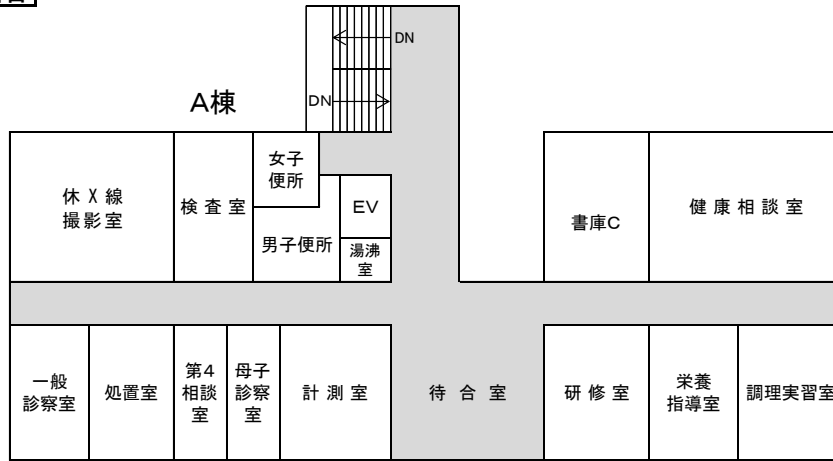 DN
DN
A棟
休X線
撮影室
検査室
女子
便所
男子便所
EV
湯沸
室
書庫C
健康相談室
一般
診察室
処置室
第4
相談
室
母子
診察
室
計測室
待合室
研修室
栄養
指導室
調理実習室